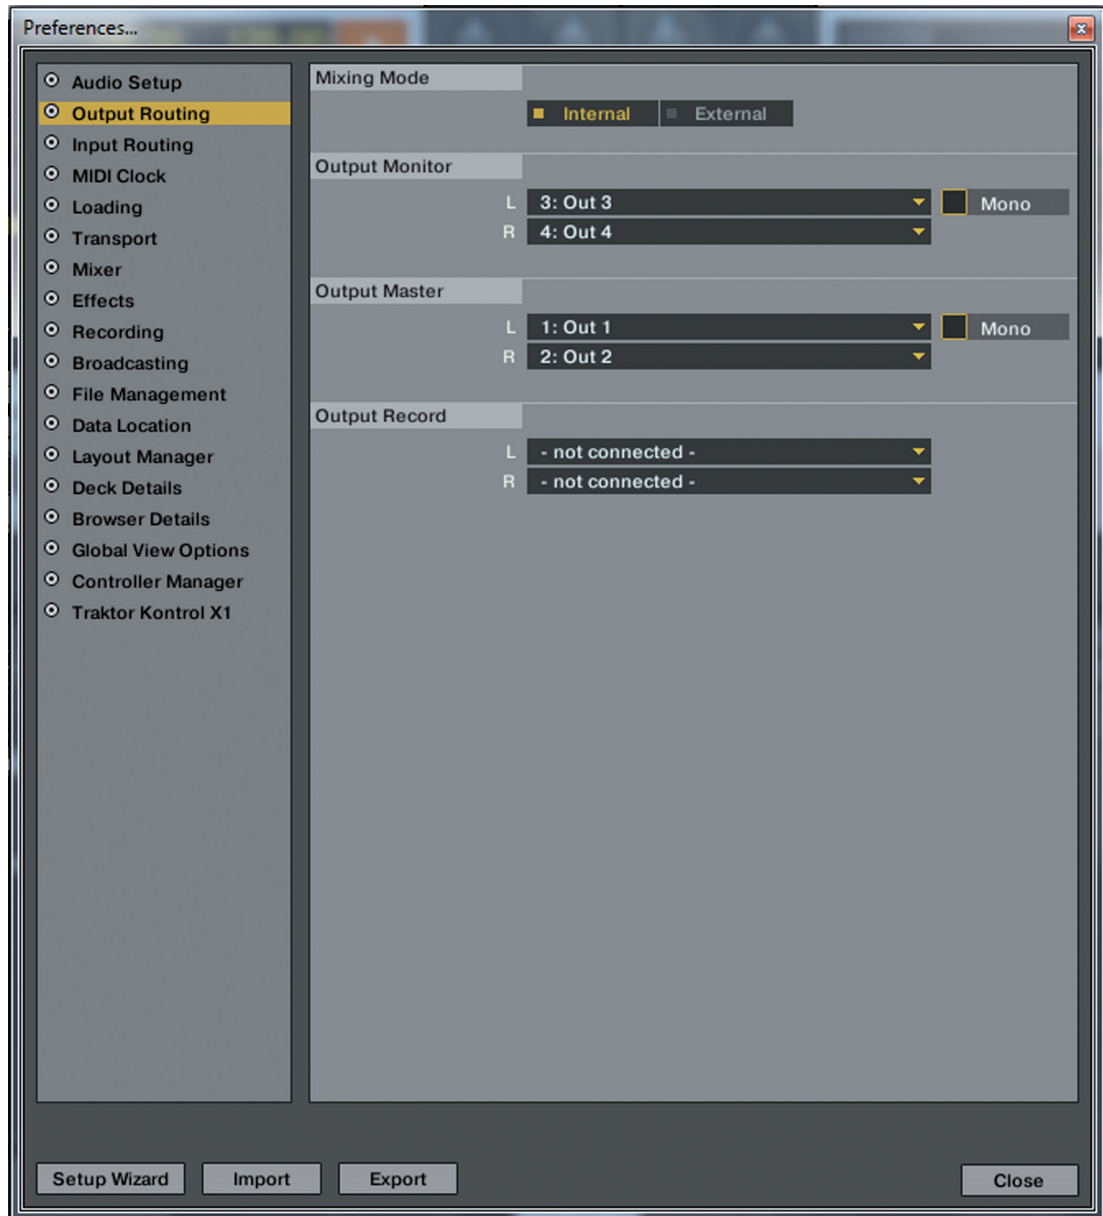 Preferences...
Audio Setup
Output Routing
Input Routing
MIDI Clock
Loading
Transport
Mixer
Effects
Recording
Broadcasting
File Management
Data Location
Layout Manager
Deck Details
Browser Details
Global View Options
Controller Manager
Traktor Kontrol X1
Mixing Mode
Internal External
Output Monitor
L 3: Out 3 Mono
R 4: Out 4
Output Master
L 1: Out 1 Mono
R 2: Out 2
Output Record
L - not connected -
R - not connected -
Setup Wizard Import Export Close